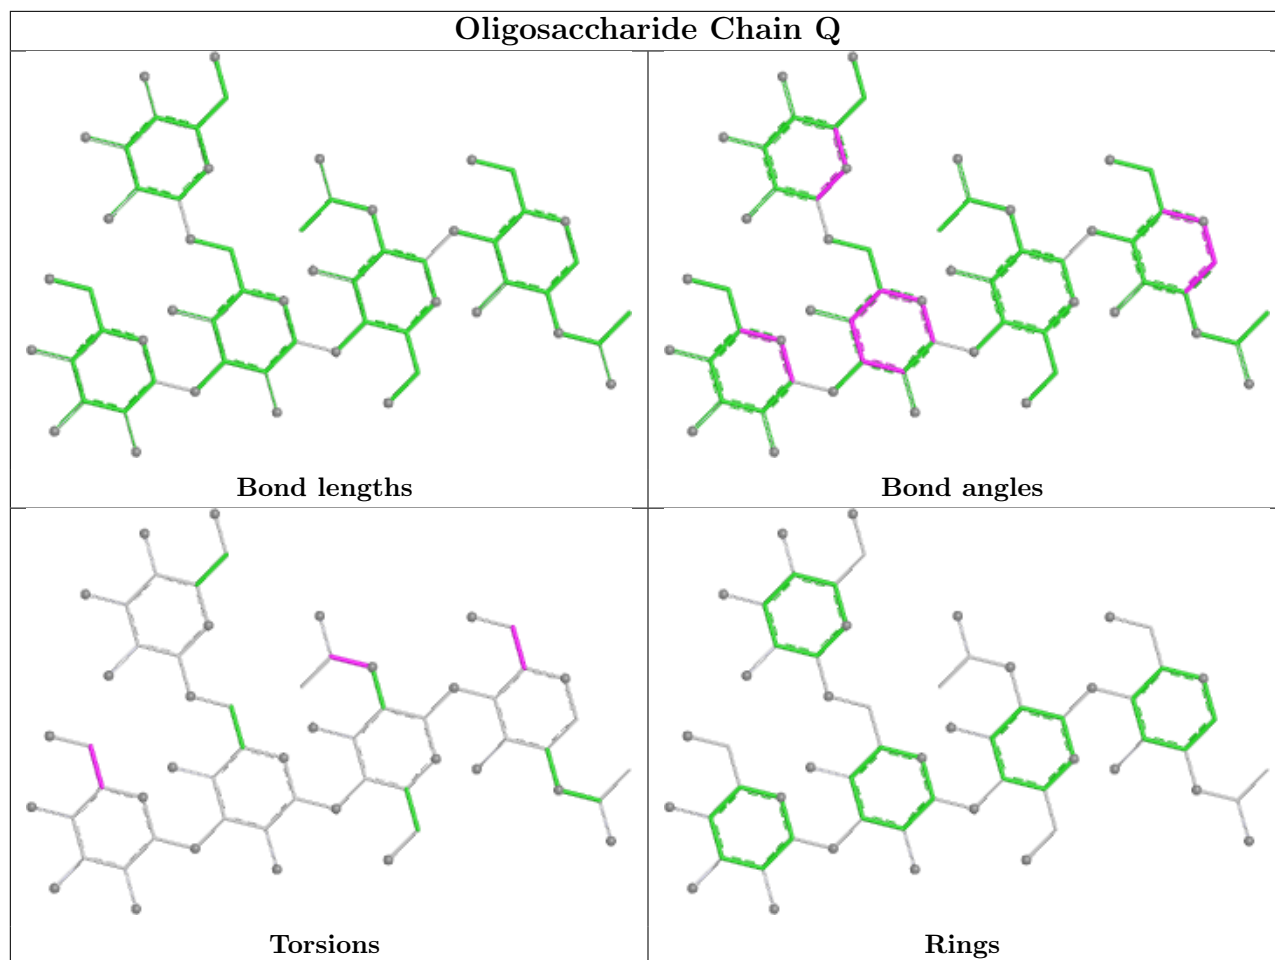 Oligosaccharide Chain Q
Bond lengths
Bond angles
Torsions
Rings